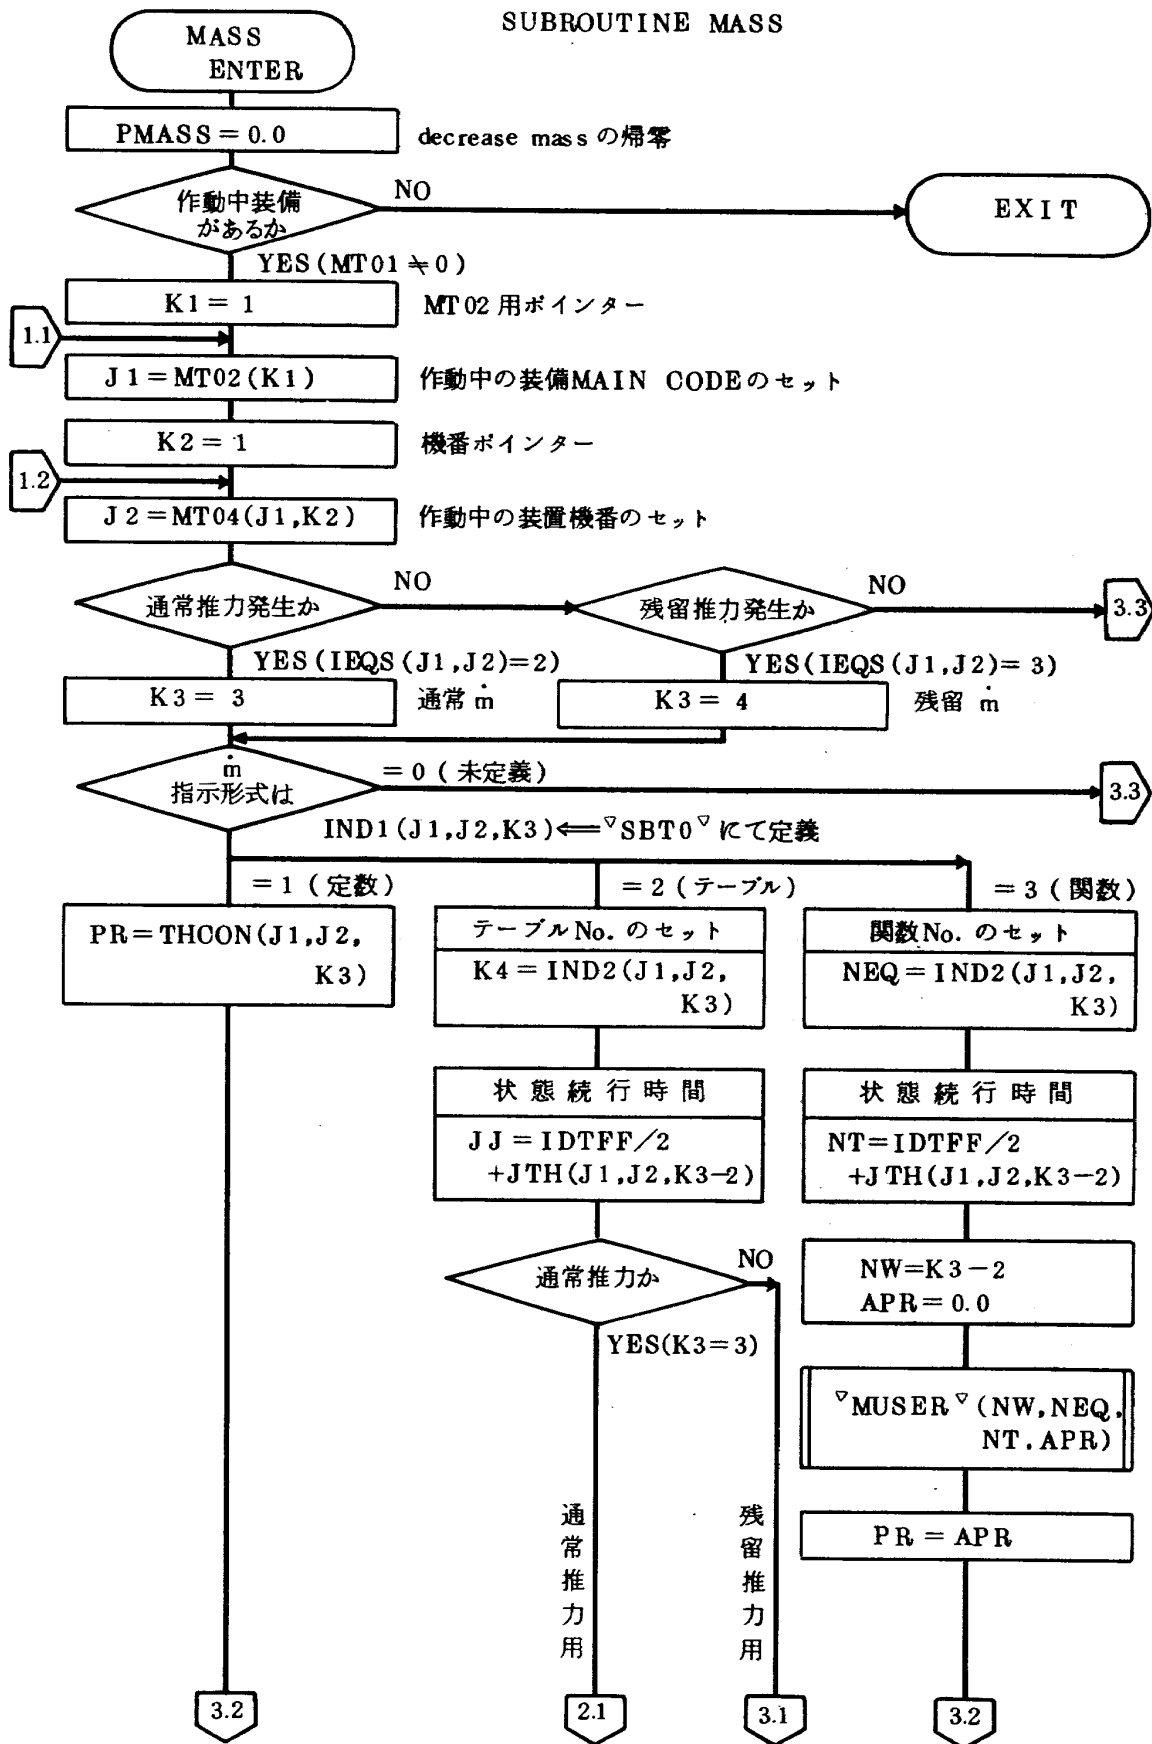 SUBROUTINE MASS
MASS
ENTER
PMASS = 0.0
decrease mass の帰零
作動中装備
があるか
NO
EXIT
YES(MT01≠0)
K1 = 1
MT02用ポインター
1.1
J1=MT02(K1)
作動中の装備MAIN CODEのセット
K2 = 1
機番ポインター
1.2
J2=MT04(J1,K2)
作動中の装置機番のセット
通常推力発生か
NO
残留推力発生か
NO
3.3
YES(IEQS(J1,J2)=2)
YES(IEQS(J1,J2)=3)
K3 = 3
通常 ṁ
K3 = 4
残留 ṁ
ṁ
指示形式は
= 0 ( 未定義)
3.3
IND1(J1,J2,K3)⇐▽SBT0▽にて定義
= 1 ( 定数)
= 2 ( テーブル)
= 3 ( 関数)
PR=THCON(J1,J2,
K3)
テーブルNo. のセット
K4=IND2(J1,J2,
K3)
関数No. のセット
NEQ=IND2(J1,J2,
K3)
状態続行時間
JJ=IDTFF/2
+JTH(J1,J2,K3-2)
状態続行時間
NT=IDTFF/2
+JTH(J1,J2,K3-2)
通常推力か
NO
YES(K3=3)
NW=K3-2
APR=0.0
▽MUSER▽(NW,NEQ,
NT,APR)
PR=APR
通常推力用
残留推力用
3.2
2.1
3.1
3.2